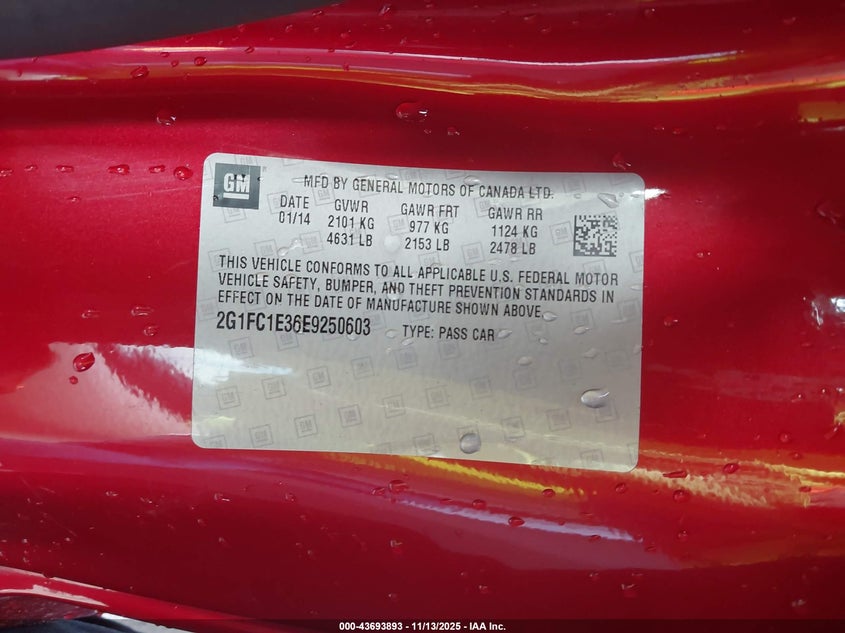 GM
MFD BY GENERAL MOTORS OF CANADA LTD.
DATE GVWR GAWR FRT GAWR RR
01/14 2101 KG 977 KG 1124 KG
4631 LB 2153 LB 2478 LB
THIS VEHICLE CONFORMS TO ALL APPLICABLE U.S. FEDERAL MOTOR
VEHICLE SAFETY, BUMPER, AND THEFT PREVENTION STANDARDS IN
EFFECT ON THE DATE OF MANUFACTURE SHOWN ABOVE.
2G1FC1E36E9250603 TYPE: PASS CAR
000-43693893 / 11/13/2025 - IAA Inc.